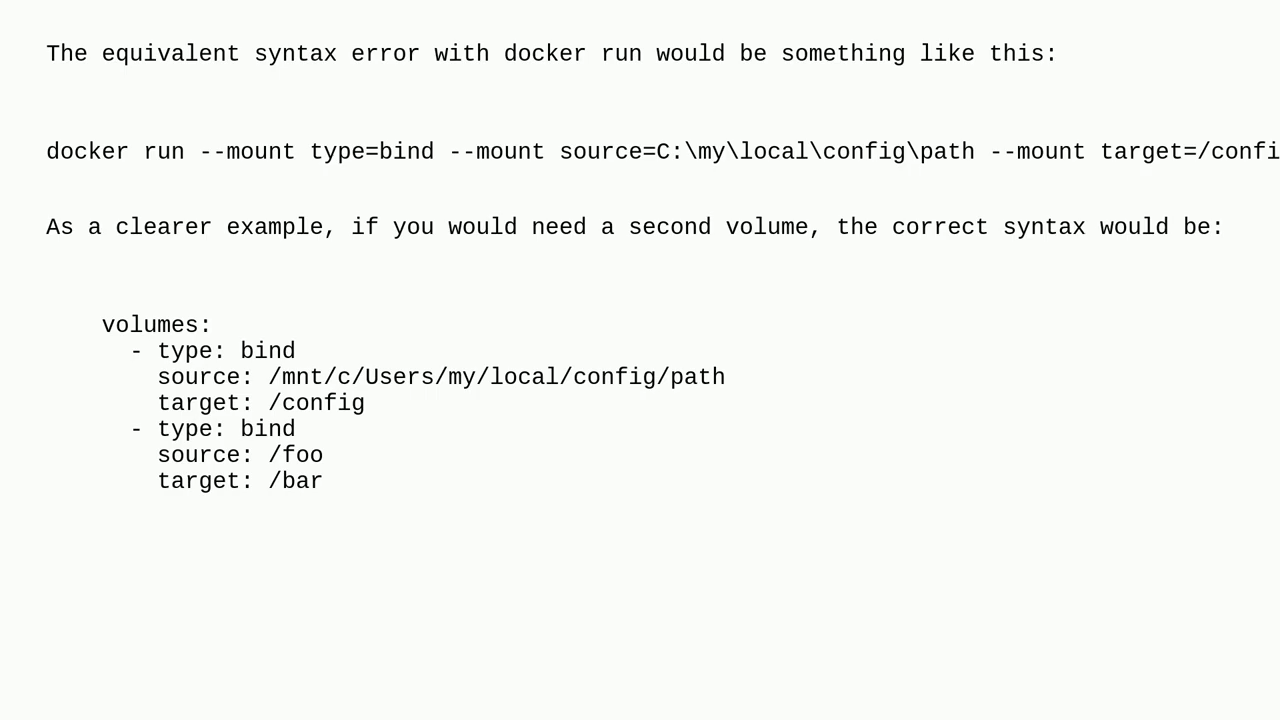 The equivalent syntax error with docker run would be something like this:
docker run --mount type=bind --mount source=C:\my\local\config\path --mount target=/confi
As a clearer example, if you would need a second volume, the correct syntax would be:
volumes:
- type: bind
source: /mnt/c/Users/my/local/config/path
target: /config
- type: bind
source: /foo
target: /bar